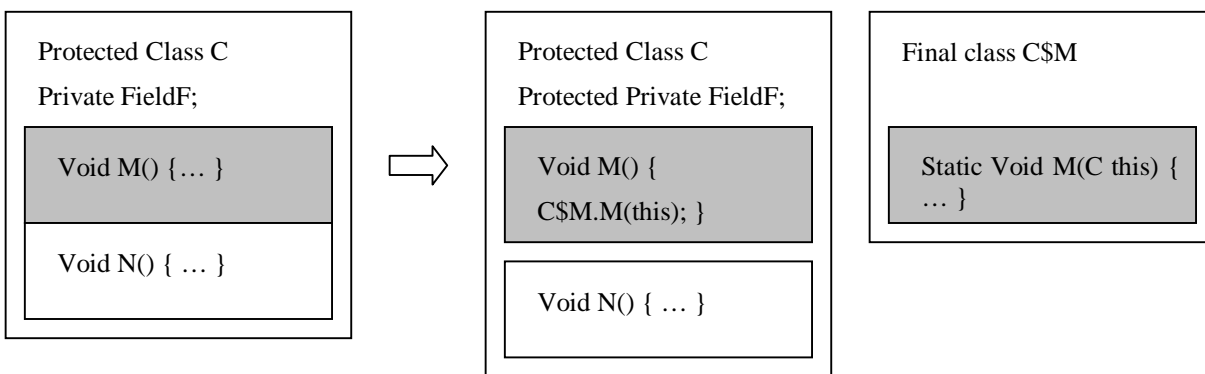 Protected Class C
Private FieldF;
Void M() {… }
Void N() { … }
Protected Class C
Protected Private FieldF;
Void M() {
C$M.M(this); }
Void N() { … }
Final class C$M
Static Void M(C this) {
… }